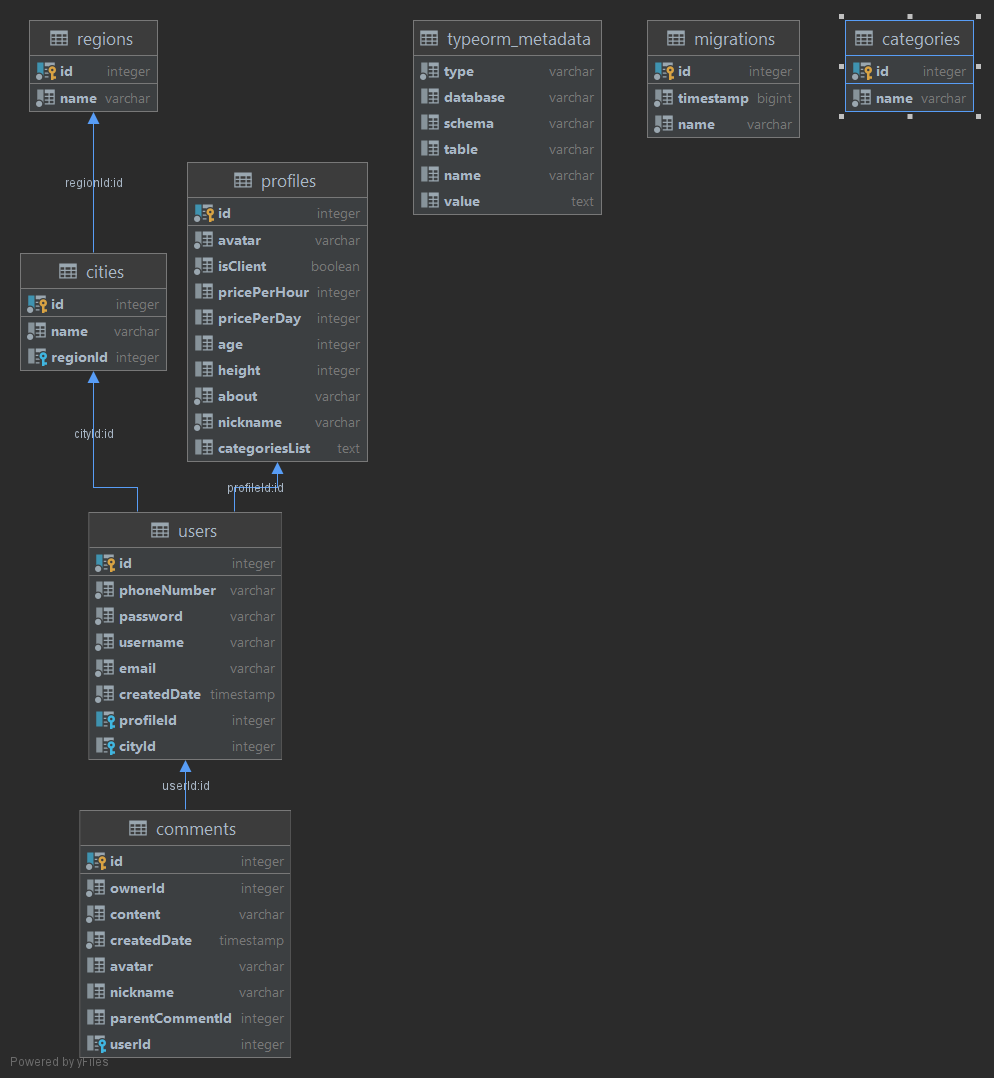 regions
id integer
name varchar
regionId:id
cities
id integer
name varchar
regionId integer
cityId:id
profiles
id integer
avatar varchar
isClient boolean
pricePerHour integer
pricePerDay integer
age integer
height integer
about varchar
nickname varchar
categoriesList text
profileId:id
users
id integer
phoneNumber varchar
password varchar
username varchar
email varchar
createdDate timestamp
profileId integer
cityId integer
userId:id
comments
id integer
ownerId integer
content varchar
createdDate timestamp
avatar varchar
nickname varchar
parentCommentId integer
userId integer
typeorm_metadata
type varchar
database varchar
schema varchar
table varchar
name varchar
value text
migrations
id integer
timestamp bigint
name varchar
categories
id integer
name varchar
Powered by yFiles